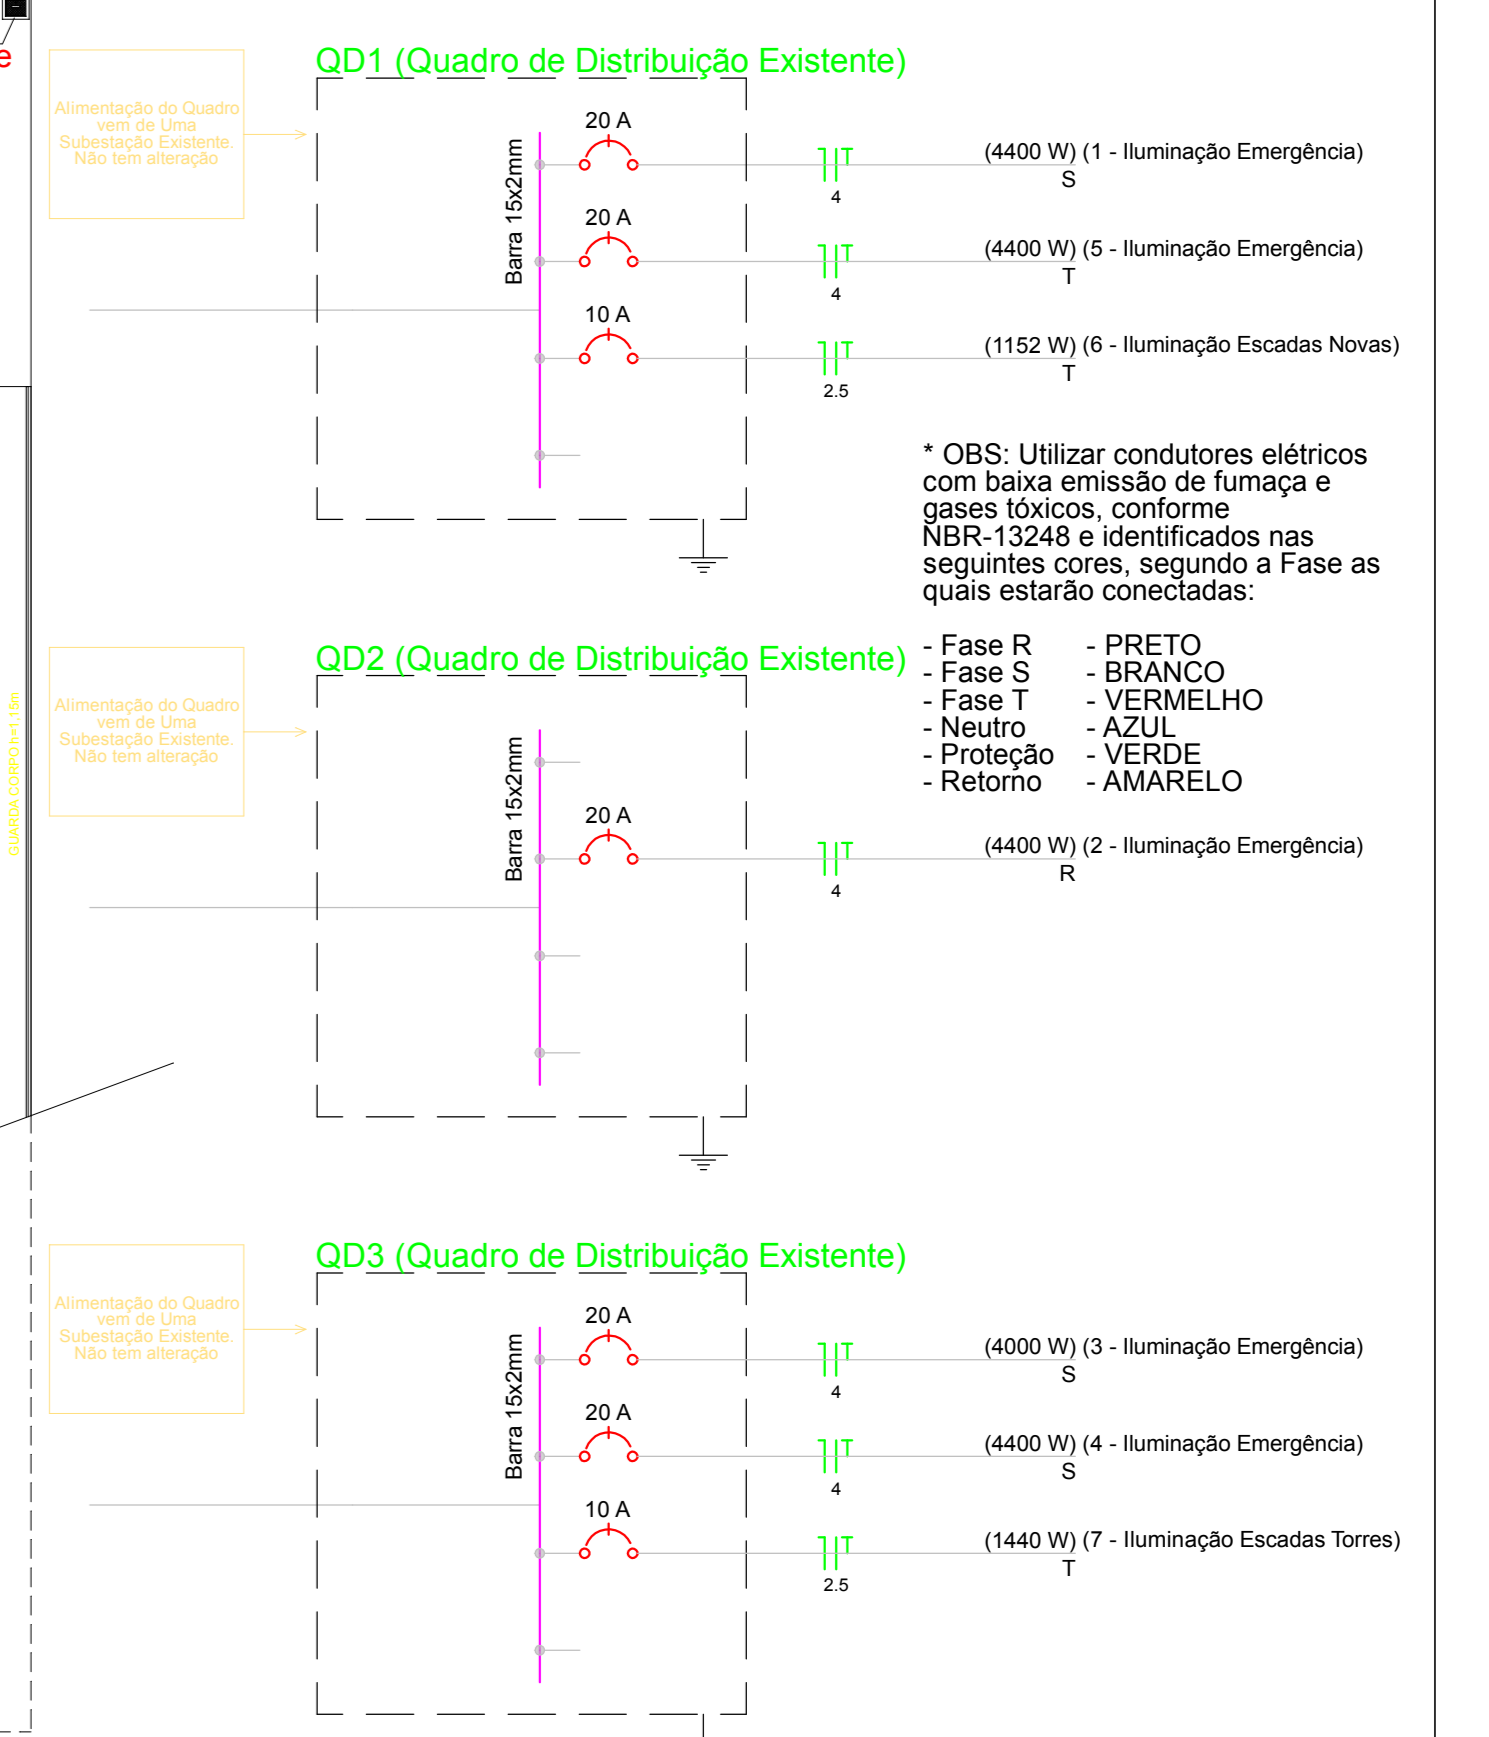 e
QD1 (Quadro de Distribuição Existente)
Alimentação do Quadro
vem de Uma
Subestação Existente.
Não tem alteração
Barra 15x2mm
20 A
4
(4400 W) (1 - Iluminação Emergência)
S
20 A
4
(4400 W) (5 - Iluminação Emergência)
T
10 A
2.5
(1152 W) (6 - Iluminação Escadas Novas)
T
* OBS: Utilizar condutores elétricos
com baixa emissão de fumaça e
gases tóxicos, conforme
NBR-13248 e identificados nas
seguintes cores, segundo a Fase as
quais estarão conectadas:
- Fase R - PRETO
- Fase S - BRANCO
- Fase T - VERMELHO
- Neutro - AZUL
- Proteção - VERDE
- Retorno - AMARELO
GUARDA CORPO h=1,15m
QD2 (Quadro de Distribuição Existente)
Alimentação do Quadro
vem de Uma
Subestação Existente.
Não tem alteração
Barra 15x2mm
20 A
4
(4400 W) (2 - Iluminação Emergência)
R
QD3 (Quadro de Distribuição Existente)
Alimentação do Quadro
vem de Uma
Subestação Existente.
Não tem alteração
Barra 15x2mm
20 A
4
(4000 W) (3 - Iluminação Emergência)
S
20 A
4
(4400 W) (4 - Iluminação Emergência)
S
10 A
2.5
(1440 W) (7 - Iluminação Escadas Torres)
T